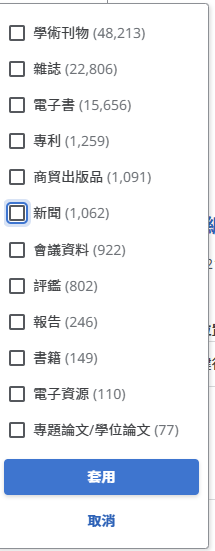 學術刊物 (48,213)
雜誌 (22,806)
電子書 (15,656)
專利 (1,259)
商貿出版品 (1,091)
新聞 (1,062)
會議資料 (922)
評鑑 (802)
報告 (246)
書籍 (149)
電子資源 (110)
專題論文/學位論文 (77)
套用
取消